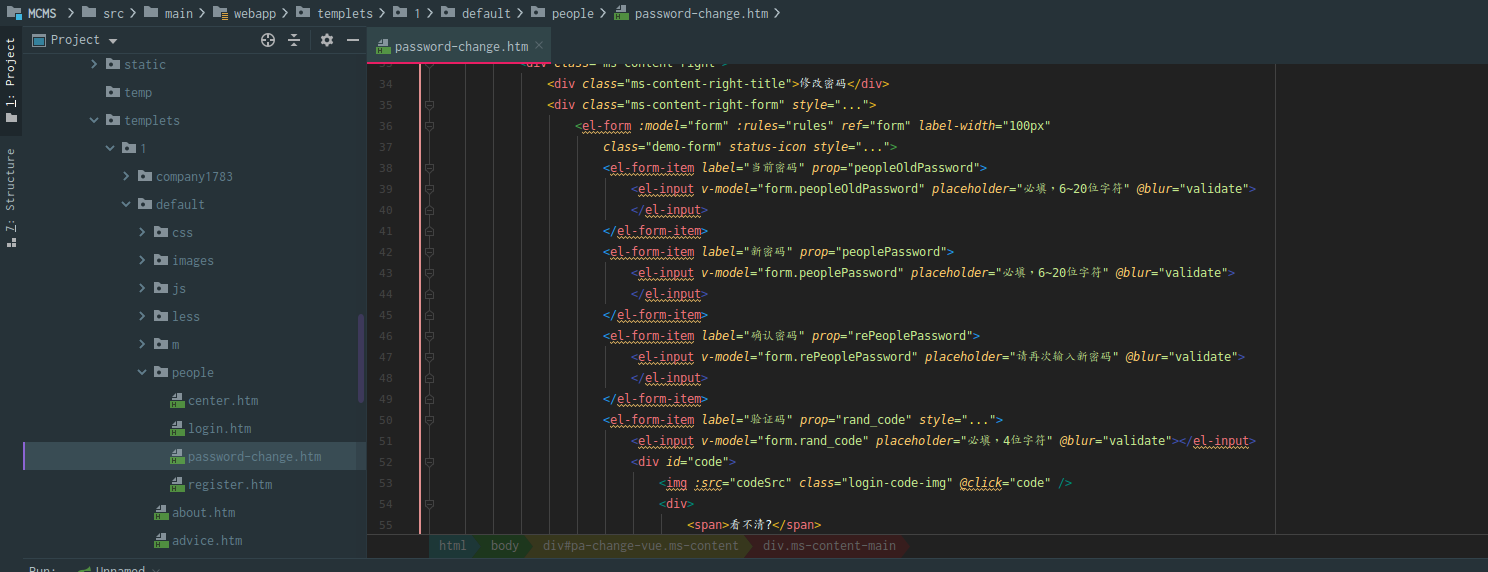 MCMS > src > main > webapp > templets > 1 > default > people > password-change.htm >
1: Project
7: Structure
Project
static
temp
templets
1
company1783
default
css
images
js
less
m
people
center.htm
login.htm
password-change.htm
register.htm
about.htm
advice.htm
password-change.htm ×
33 <div class="ms-content-right">
34 <div class="ms-content-right-title">修改密码</div>
35 <div class="ms-content-right-form" style="...">
36 <el-form :model="form" :rules="rules" ref="form" label-width="100px"
37 class="demo-form" status-icon style="...">
38 <el-form-item label="当前密码" prop="peopleOldPassword">
39 <el-input v-model="form.peopleOldPassword" placeholder="必填，6~20位字符" @blur="validate">
40 </el-input>
41 </el-form-item>
42 <el-form-item label="新密码" prop="peoplePassword">
43 <el-input v-model="form.peoplePassword" placeholder="必填，6~20位字符" @blur="validate">
44 </el-input>
45 </el-form-item>
46 <el-form-item label="确认密码" prop="rePeoplePassword">
47 <el-input v-model="form.rePeoplePassword" placeholder="请再次输入新密码" @blur="validate">
48 </el-input>
49 </el-form-item>
50 <el-form-item label="验证码" prop="rand_code" style="...">
51 <el-input v-model="form.rand_code" placeholder="必填，4位字符" @blur="validate"></el-input>
52 <div id="code">
53 <img :src="codeSrc" class="login-code-img" @click="code" />
54 <div>
55 <span>看不清?</span>
html body div#pa-change-vue.ms-content div.ms-content-main
Run: Unnamed